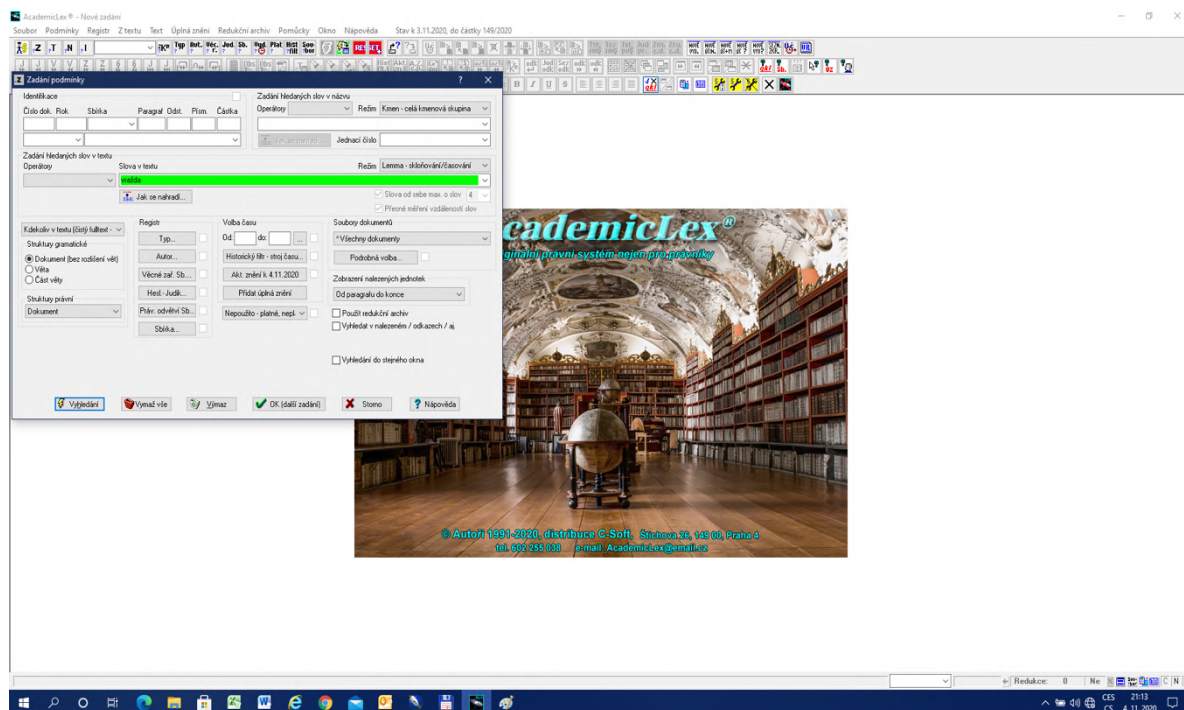 AcademicLex ® - Nové zadání
Soubor Podmínky Registr Z textu Text Úplná znění Redukční archiv Pomůcky Okno Nápověda Stav k 3.11.2020, do částky 149/2020
Zadání podmínky
Identifikace
Číslo dok. Rok Sbírka Paragraf Odst. Písm. Částka
Zadání hledaných slov v názvu
Operátory Režim Kmen - celá kmenová skupina
Jednací číslo
Zadání hledaných slov v textu
Operátory Slova v textu Režim Lemma - skloňování/časování
vražda
Jak se nahradí...
Slova od sebe max. o slov 4
Přesné měření vzdáleností slov
Kdekoliv v textu (čistý fulltext -
Struktury gramatické
Dokument (bez rozlišení vět)
Věta
Část věty
Struktury právní
Dokument
Registr
Typ...
Autor...
Věcné zař. Sb...
Hesl.-Judik...
Práv. odvětví Sb...
Sbírka...
Volba času
Od: do: ...
Historický filtr - stroj času...
Akt. znění k 4.11.2020
Přidat úplná znění
Nepoužito - platné, nepl.
Soubory dokumentů
* Všechny dokumenty
Podrobná volba...
Zobrazení nalezených jednotek
Od paragrafu do konce
Použít redukční archiv
Vyhledat v nalezeném / odkazech / aj.
Vyhledání do stejného okna
Vyhledání Vymaž vše Výmaz OK (další zadání) Storno Nápověda
cademicLex®
ginální právní systém nejen pro právníky
© Autoři 1991-2020, distribuce C-Soft, Štichova 26, 149 00, Praha 4
tel. 602 255 038 e-mail: AcademicLex@email.cz
Redukce: 0 Ne
CES 21:13
CS 4.11.2020